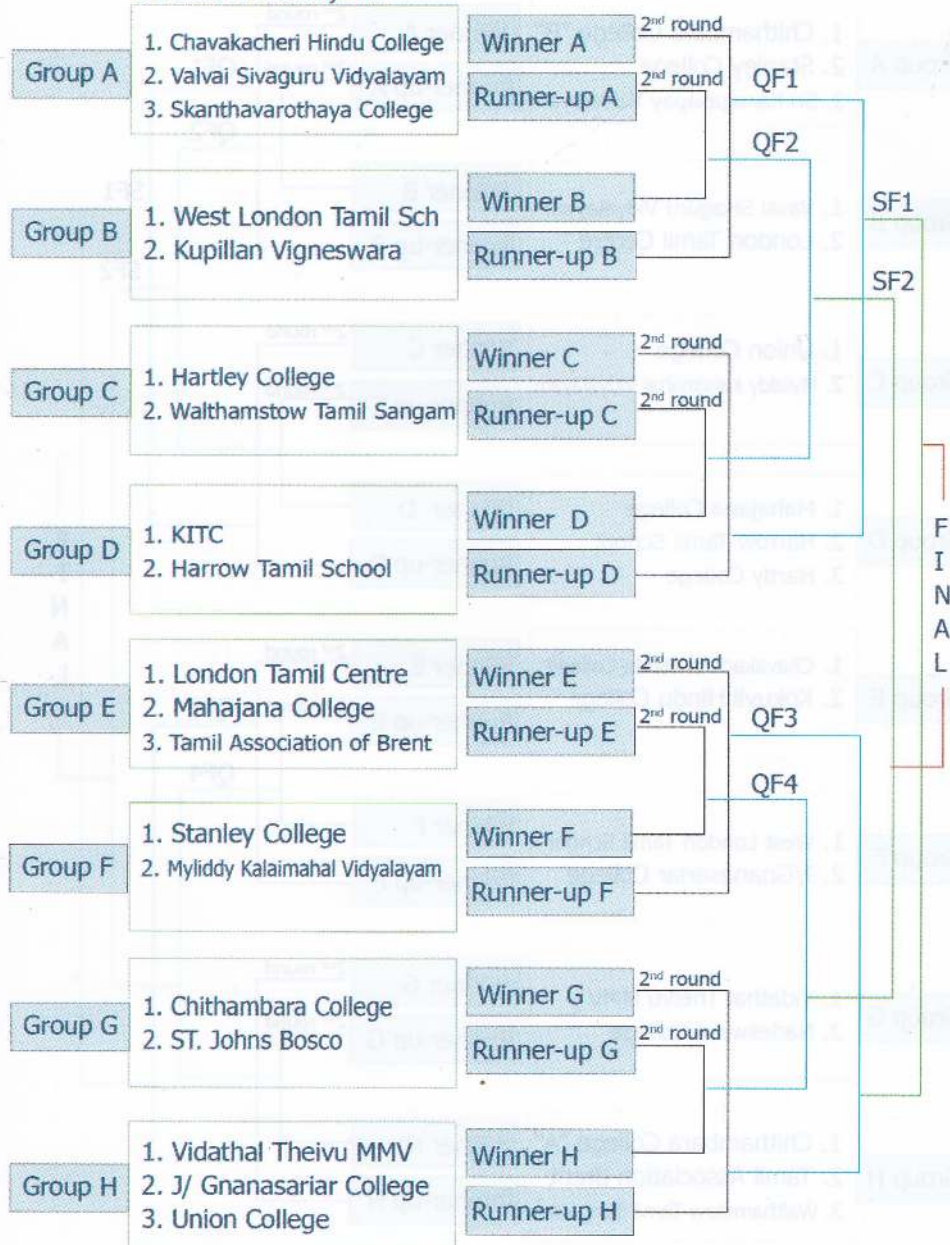 Group A
1. Chavakacheri Hindu College
2. Valvai Sivaguru Vidyalayam
3. Skanthavarothaya College
Winner A
Runner-up A
2nd round
2nd round
QF1
QF2
Group B
1. West London Tamil Sch
2. Kupillan Vigneswara
Winner B
Runner-up B
SF1
SF2
Group C
1. Hartley College
2. Walthamstow Tamil Sangam
Winner C
Runner-up C
2nd round
2nd round
Group D
1. KITC
2. Harrow Tamil School
Winner D
Runner-up D
FINAL
Group E
1. London Tamil Centre
2. Mahajana College
3. Tamil Association of Brent
Winner E
Runner-up E
2nd round
2nd round
QF3
QF4
Group F
1. Stanley College
2. Myliddy Kalaimahal Vidyalayam
Winner F
Runner-up F
Group G
1. Chithambara College
2. ST. Johns Bosco
Winner G
Runner-up G
2nd round
2nd round
Group H
1. Vidathal Theivu MMV
2. J/ Gnanasariar College
3. Union College
Winner H
Runner-up H